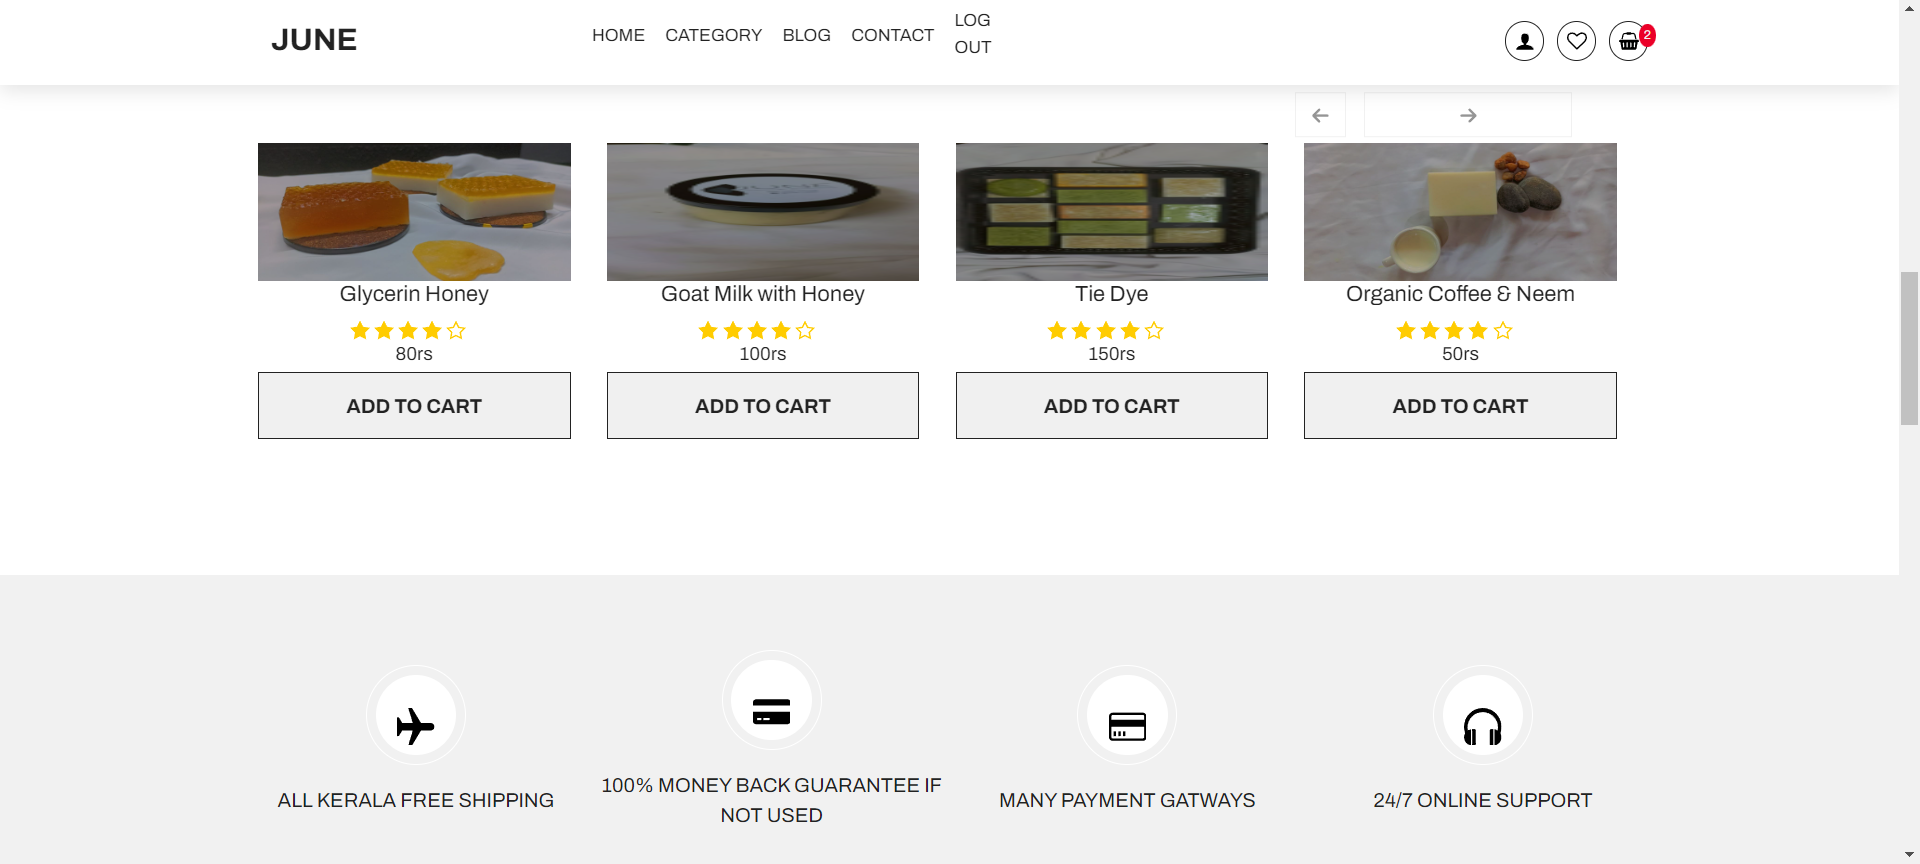 JUNE
HOME CATEGORY BLOG CONTACT LOG OUT
2
Glycerin Honey
80rs
ADD TO CART
Goat Milk with Honey
100rs
ADD TO CART
Tie Dye
150rs
ADD TO CART
Organic Coffee & Neem
50rs
ADD TO CART
ALL KERALA FREE SHIPPING
100% MONEY BACK GUARANTEE IF
NOT USED
MANY PAYMENT GATWAYS
24/7 ONLINE SUPPORT